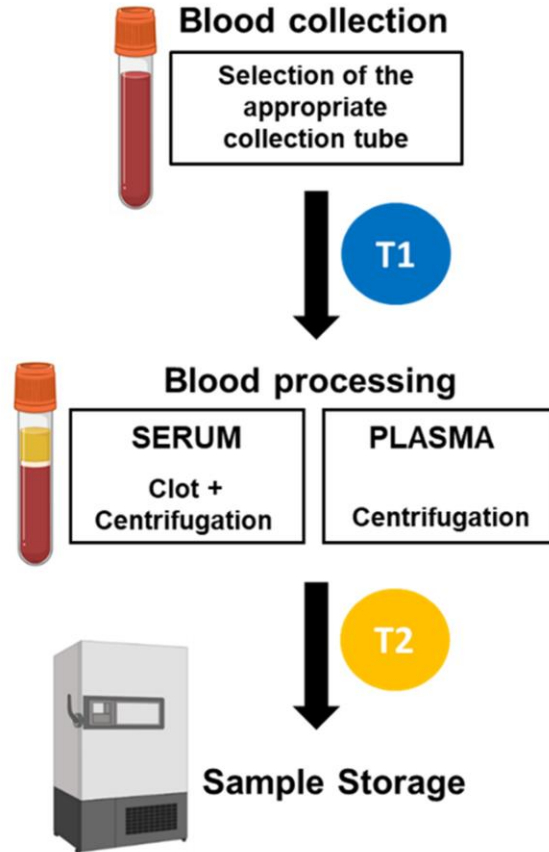 Blood collection
Selection of the
appropriate
collection tube
T1
Blood processing
SERUM
Clot +
Centrifugation
PLASMA
Centrifugation
T2
Sample Storage